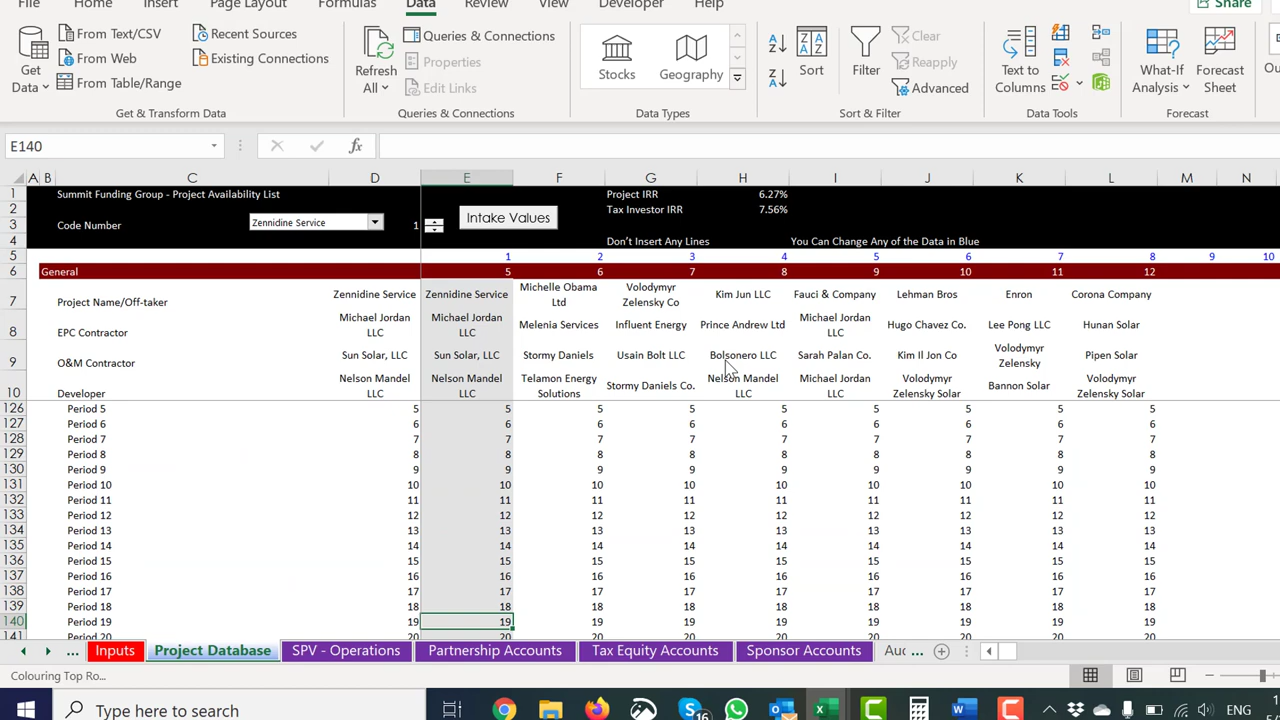 File Home Insert Page Layout Formulas Data Review View Developer Help Share
From Text/CSV Recent Sources Queries & Connections Clear
From Web Existing Connections Properties Reapply
From Table/Range Edit Links Advanced
Get Data Refresh All Stocks Geography Sort Filter Text to Columns What-If Analysis Forecast Sheet
Get & Transform Data Queries & Connections Data Types Sort & Filter Data Tools Forecast
E140 fx
A B C D E F G H I J K L M N
1 Summit Funding Group - Project Availability List Project IRR 6.27%
2 Tax Investor IRR 7.56%
3 Code Number Zennidine Service 1 Intake Values
4 Don't Insert Any Lines You Can Change Any of the Data in Blue
5 1 2 3 4 5 6 7 8 9 10
6 General 5 6 7 8 9 10 11 12
7 Project Name/Off-taker Zennidine Service Zennidine Service Michelle Obama Ltd Volodymyr Zelensky Co Kim Jun LLC Fauci & Company Lehman Bros Enron Corona Company
8 EPC Contractor Michael Jordan LLC Michael Jordan LLC Melenia Services Influent Energy Prince Andrew Ltd Michael Jordan LLC Hugo Chavez Co. Lee Pong LLC Hunan Solar
9 O&M Contractor Sun Solar, LLC Sun Solar, LLC Stormy Daniels Usain Bolt LLC Bolsonero LLC Sarah Palan Co. Kim Il Jon Co Volodymyr Zelensky Pipen Solar
10 Developer Nelson Mandel LLC Nelson Mandel LLC Telamon Energy Solutions Stormy Daniels Co. Nelson Mandel LLC Michael Jordan LLC Volodymyr Zelensky Solar Bannon Solar Volodymyr Zelensky Solar
126 Period 5 5 5 5 5 5 5 5 5 5
127 Period 6 6 6 6 6 6 6 6 6 6
128 Period 7 7 7 7 7 7 7 7 7 7
129 Period 8 8 8 8 8 8 8 8 8 8
130 Period 9 9 9 9 9 9 9 9 9 9
131 Period 10 10 10 10 10 10 10 10 10 10
132 Period 11 11 11 11 11 11 11 11 11 11
133 Period 12 12 12 12 12 12 12 12 12 12
134 Period 13 13 13 13 13 13 13 13 13 13
135 Period 14 14 14 14 14 14 14 14 14 14
136 Period 15 15 15 15 15 15 15 15 15 15
137 Period 16 16 16 16 16 16 16 16 16 16
138 Period 17 17 17 17 17 17 17 17 17 17
139 Period 18 18 18 18 18 18 18 18 18 18
140 Period 19 19 19 19 19 19 19 19 19 19
141 Period 20 20 20 20 20 20 20 20 20 20
... Inputs Project Database SPV - Operations Partnership Accounts Tax Equity Accounts Sponsor Accounts Auc ...
Colouring Top Ro...
Type here to search 16 ENG